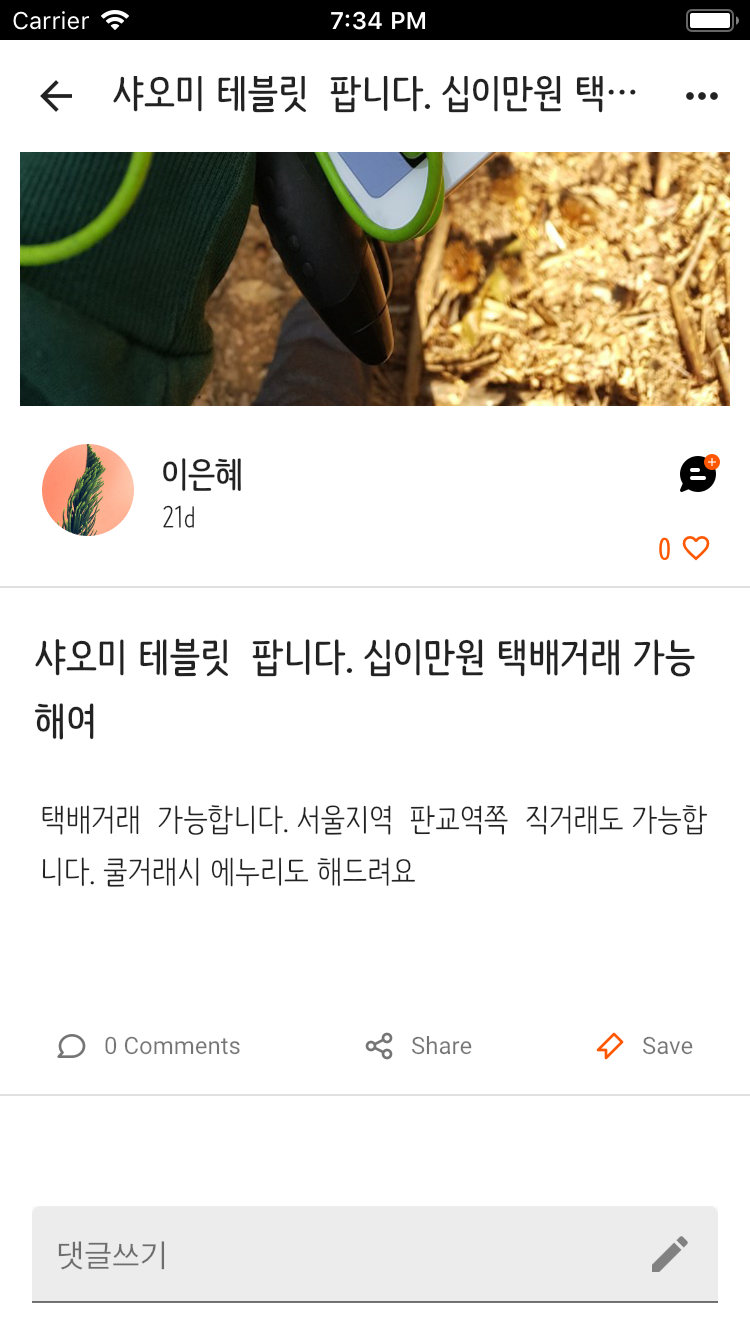 Carrier 7:34 PM
샤오미 테블릿  팝니다. 십이만원 택…
이은혜
21d
0
샤오미 테블릿  팝니다. 십이만원 택배거래 가능
해여
택배거래  가능합니다. 서울지역  판교역쪽  직거래도 가능합
니다. 쿨거래시 에누리도 해드려요
0 Comments Share Save
댓글쓰기